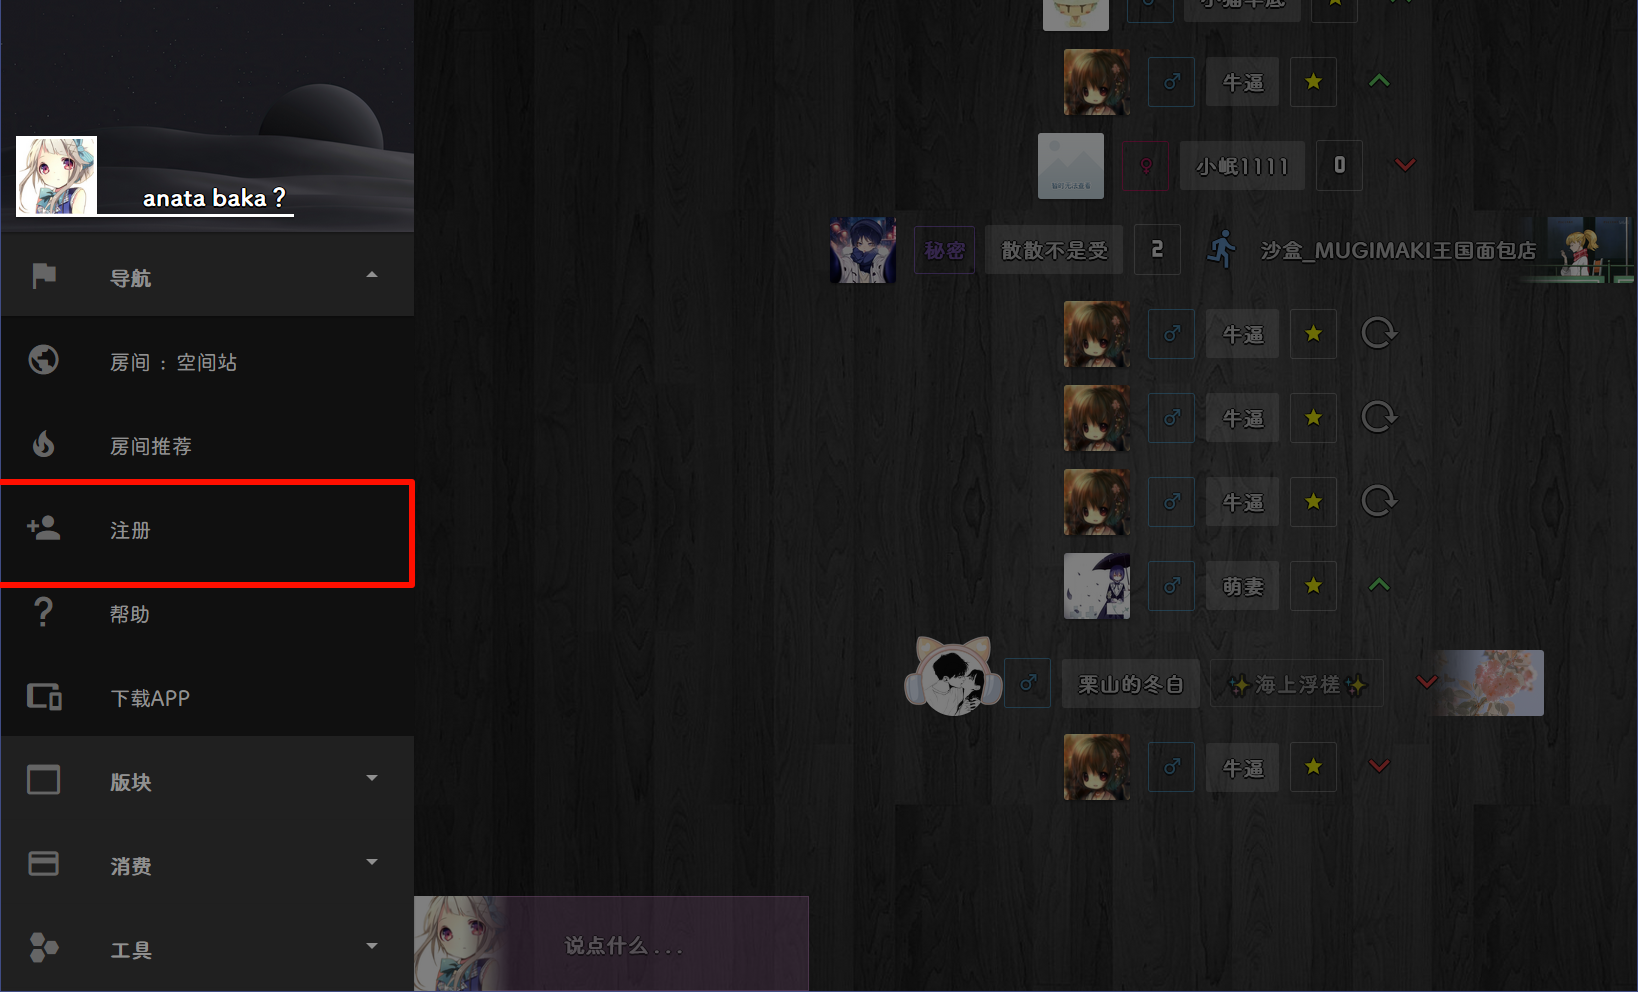 anata baka ?
导航
房间 : 空间站
房间推荐
注册
帮助
下载APP
版块
消费
工具
牛逼
小岷1111
0
秘密
散散不是受
2
沙盒_MUGIMAKI王国面包店
牛逼
牛逼
牛逼
萌妻
栗山的冬白
✨海上浮槎✨
牛逼
说点什么...